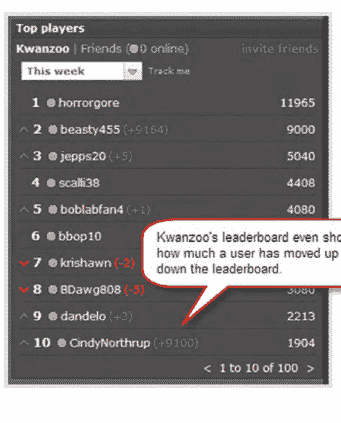 Top players
Kwanzoo | Friends (0 online) invite friends
This week Track me
1 horrorgore 11965
2 beasty455 (+9164) 9000
3 jepps20 (+5) 5040
4 scalli38 4408
5 boblabfan4 (+1) 4080
6 bbop10
7 krishawn (-2)
8 BDawg808 (-5) 3080
9 dandelo (+3) 2213
10 CindyNorthrup (+9100) 1904
Kwanzoo's leaderboard even sho
how much a user has moved up
down the leaderboard.
< 1 to 10 of 100 >